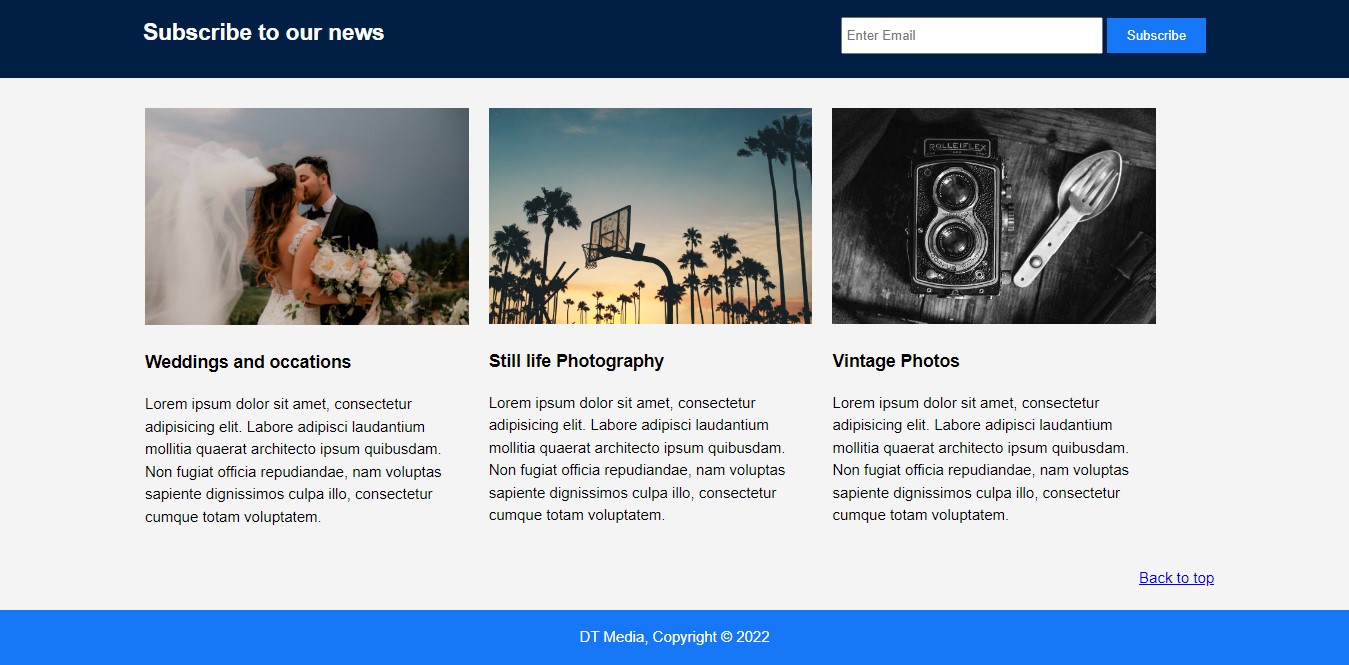 Subscribe to our news
Enter Email
Subscribe
ROLLEIFLEX
Weddings and occations
Lorem ipsum dolor sit amet, consectetur
adipisicing elit. Labore adipisci laudantium
mollitia quaerat architecto ipsum quibusdam.
Non fugiat officia repudiandae, nam voluptas
sapiente dignissimos culpa illo, consectetur
cumque totam voluptatem.
Still life Photography
Lorem ipsum dolor sit amet, consectetur
adipisicing elit. Labore adipisci laudantium
mollitia quaerat architecto ipsum quibusdam.
Non fugiat officia repudiandae, nam voluptas
sapiente dignissimos culpa illo, consectetur
cumque totam voluptatem.
Vintage Photos
Lorem ipsum dolor sit amet, consectetur
adipisicing elit. Labore adipisci laudantium
mollitia quaerat architecto ipsum quibusdam.
Non fugiat officia repudiandae, nam voluptas
sapiente dignissimos culpa illo, consectetur
cumque totam voluptatem.
Back to top
DT Media, Copyright © 2022